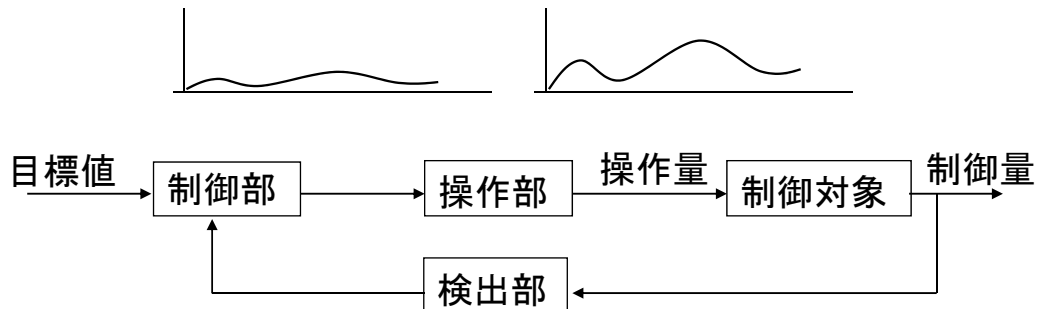 目標値
制御部
操作部
操作量
制御対象
制御量
検出部